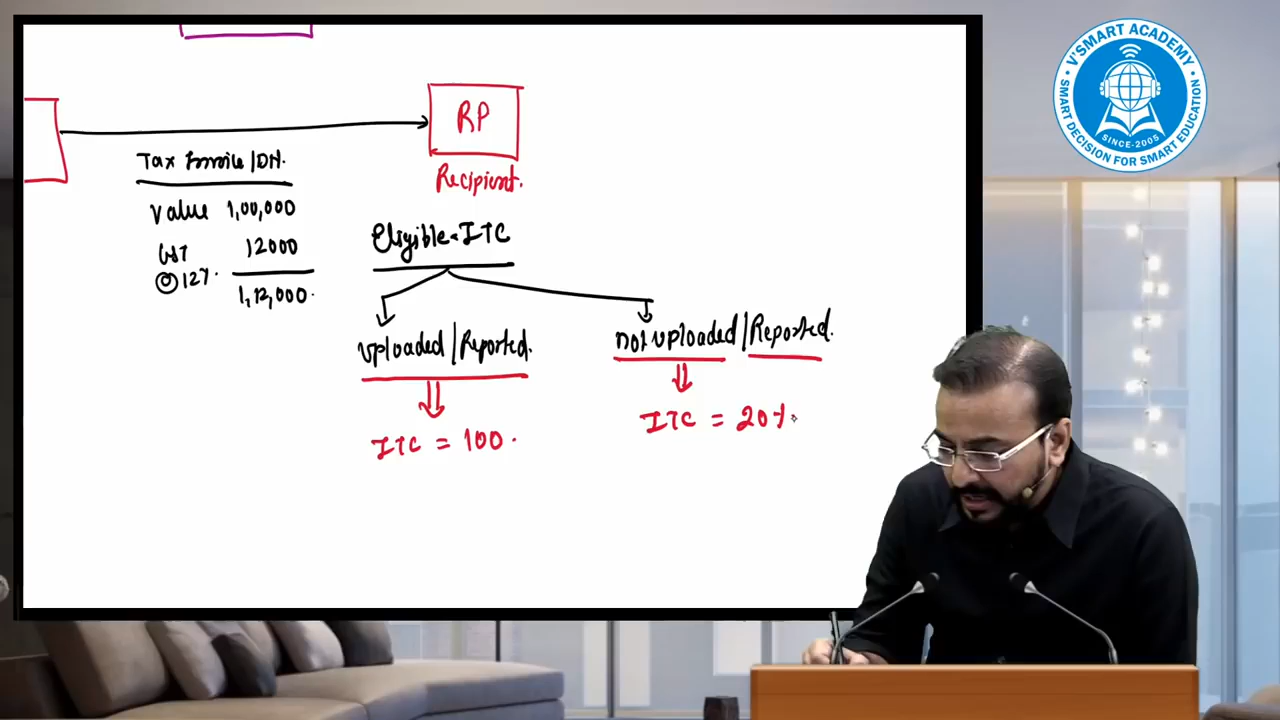 RP
Recipient.
Tax Invoice/DN.
Value 1,00,000
GST 12000
@12%.
1,12,000.
Eligible ITC
Uploaded/Reported.
not uploaded/Reported.
ITC = 100.
ITC = 20%
V'SMART ACADEMY
SINCE-2005
SMART DECISION FOR SMART EDUCATION